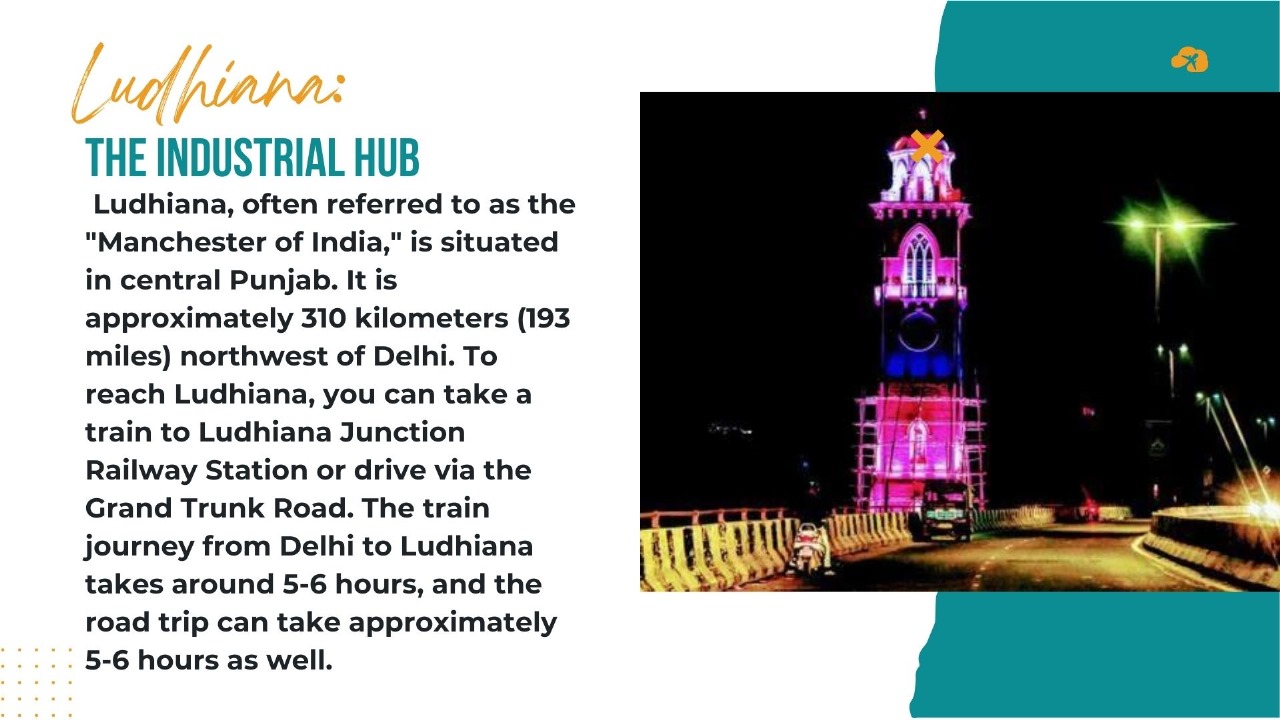 Ludhiana:
THE INDUSTRIAL HUB
Ludhiana, often referred to as the
"Manchester of India," is situated
in central Punjab. It is
approximately 310 kilometers (193
miles) northwest of Delhi. To
reach Ludhiana, you can take a
train to Ludhiana Junction
Railway Station or drive via the
Grand Trunk Road. The train
journey from Delhi to Ludhiana
takes around 5-6 hours, and the
road trip can take approximately
5-6 hours as well.